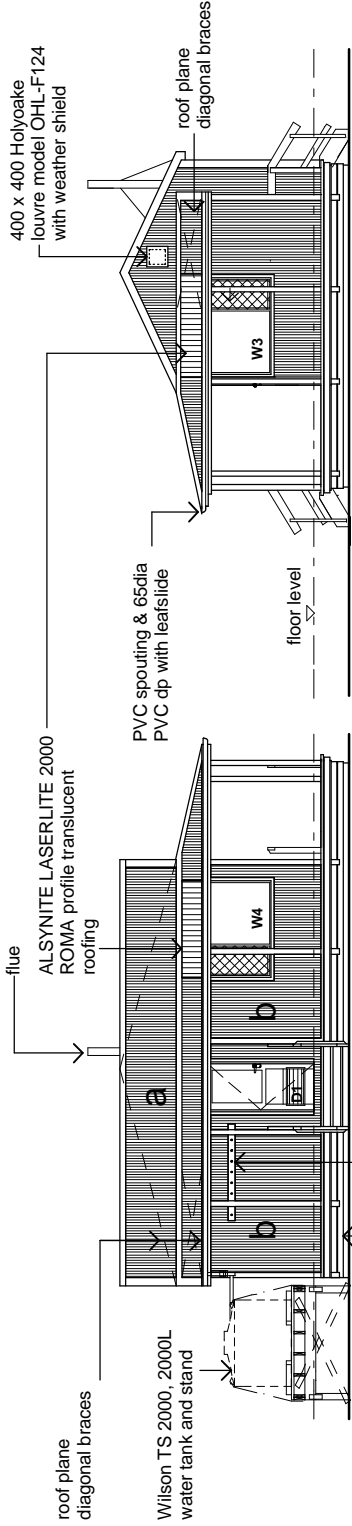 flue
ALSYNITE LASERLITE 2000
ROMA profile translucent
roofing
roof plane
diagonal braces
Wilson TS 2000, 2000L
water tank and stand
a
b
b
D1
W4
400 x 400 Holyoake
louvre model OHL-F124
with weather shield
roof plane
diagonal braces
PVC spouting & 65dia
PVC dp with leafslide
W3
floor level